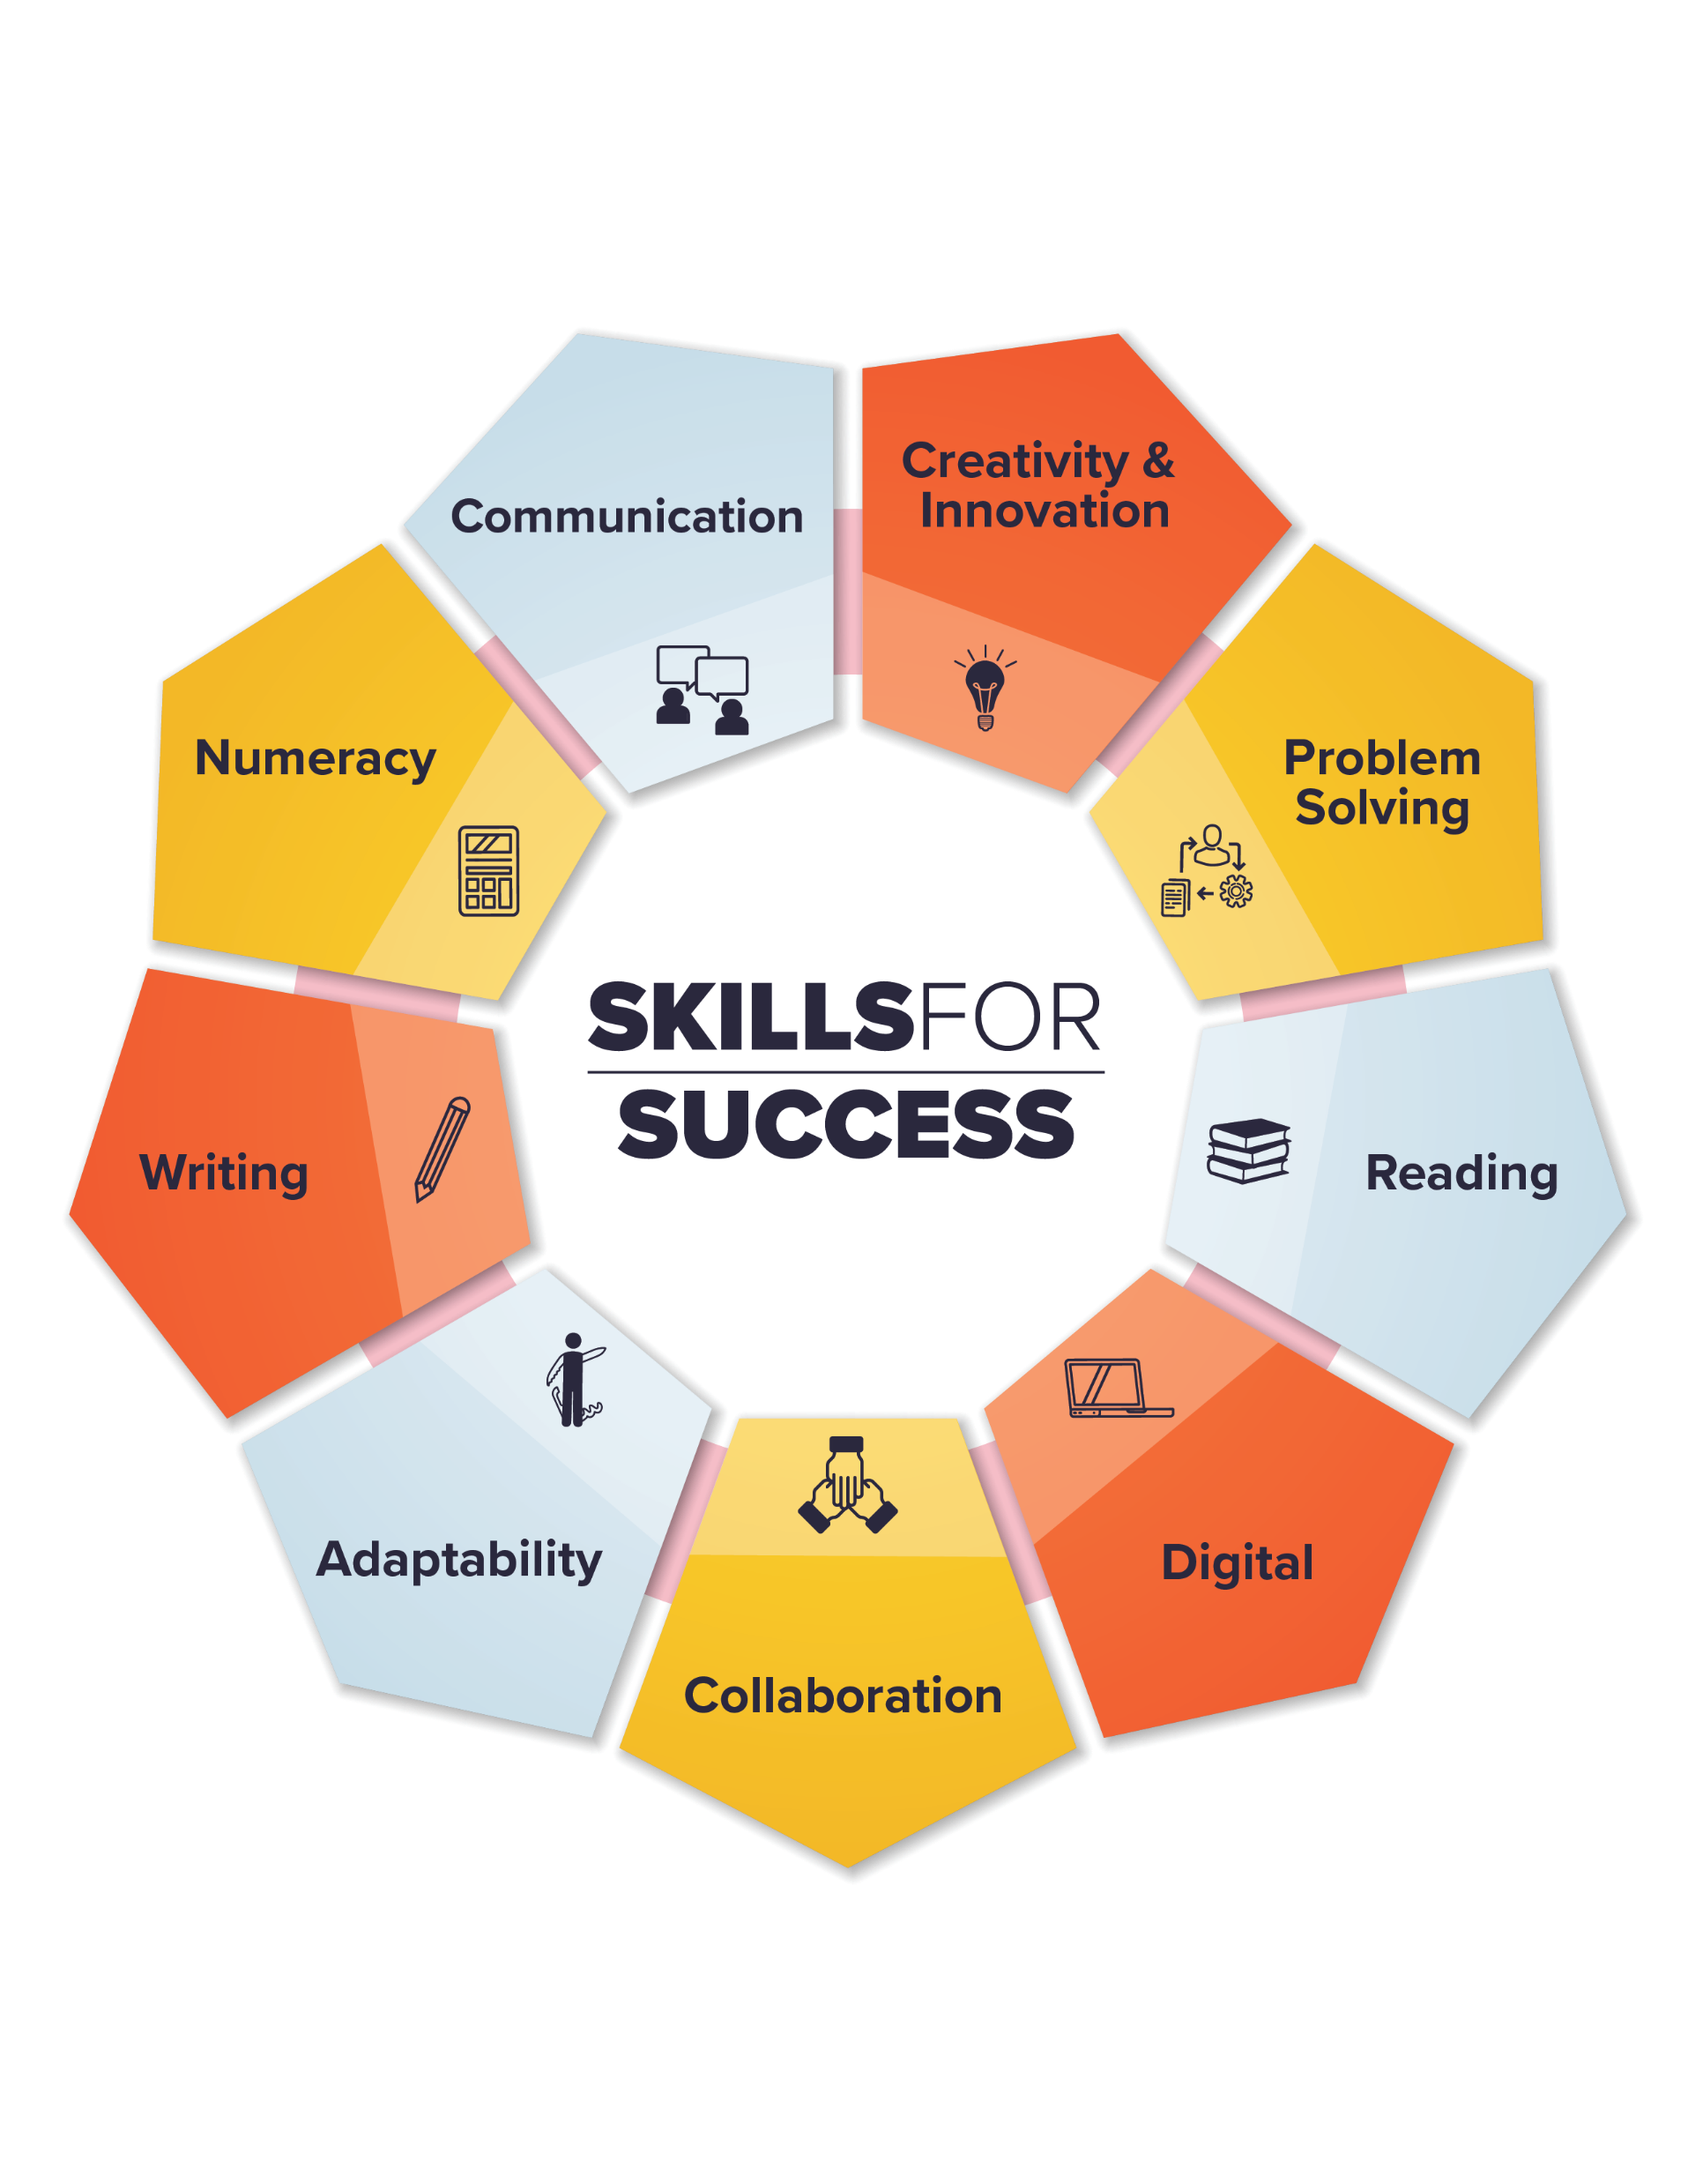 Communication
Creativity &
Innovation
Numeracy
Problem
Solving
SKILLSFOR
SUCCESS
Writing
Reading
Adaptability
Digital
Collaboration